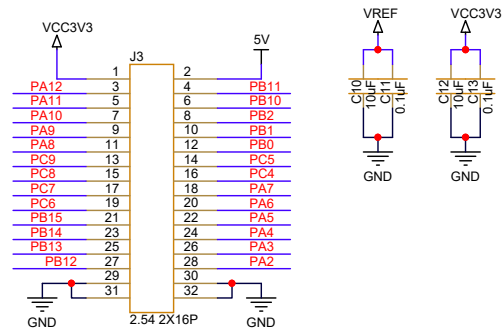 VCC3V3
J3
5V
1 2
PA12 3 4 PB11
PA11 5 6 PB10
PA10 7 8 PB2
PA9 9 10 PB1
PA8 11 12 PB0
PC9 13 14 PC5
PC8 15 16 PC4
PC7 17 18 PA7
PC6 19 20 PA6
PB15 21 22 PA5
PB14 23 24 PA4
PB13 25 26 PA3
PB12 27 28 PA2
29 30
31 32
GND
2.54 2X16P
GND
VREF
C10
10uF
C11
0.1uF
GND
VCC3V3
C12
10uF
C13
0.1uF
GND